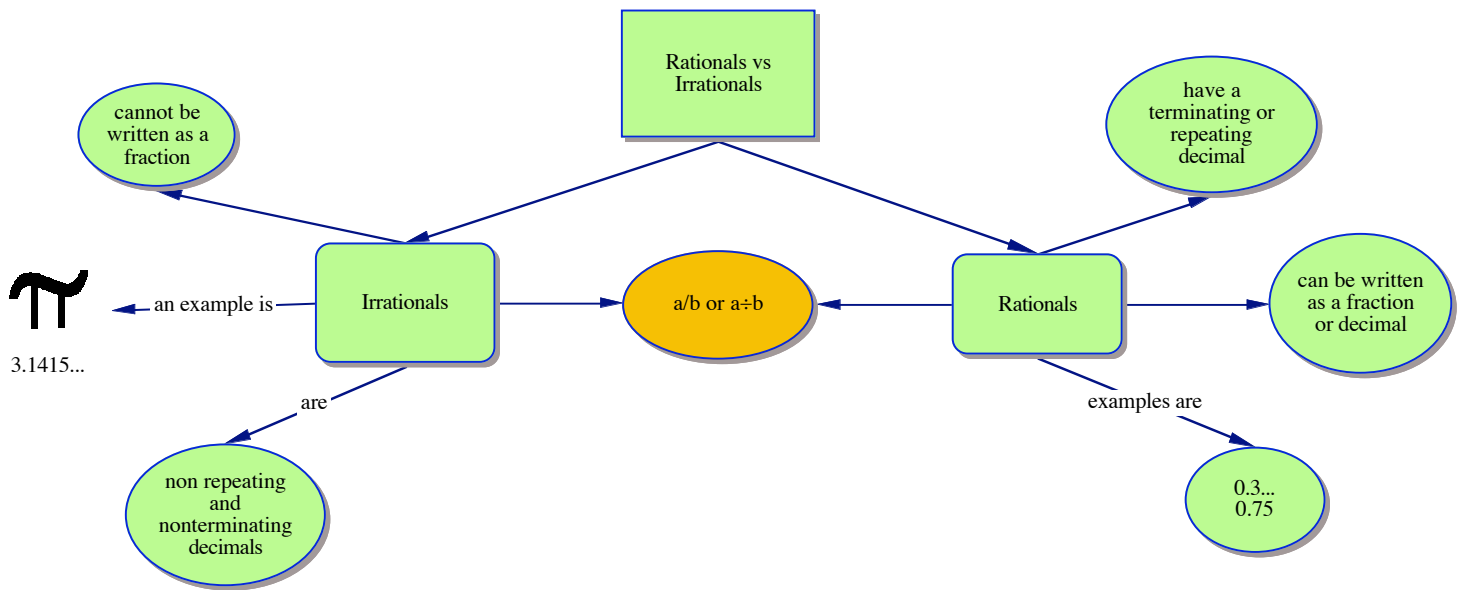 Rationals vs
Irrationals
cannot be
written as a
fraction
have a
terminating or
repeating
decimal
π
3.1415...
an example is
Irrationals
a/b or a÷b
Rationals
can be written
as a fraction
or decimal
are
examples are
non repeating
and
nonterminating
decimals
0.3...
0.75